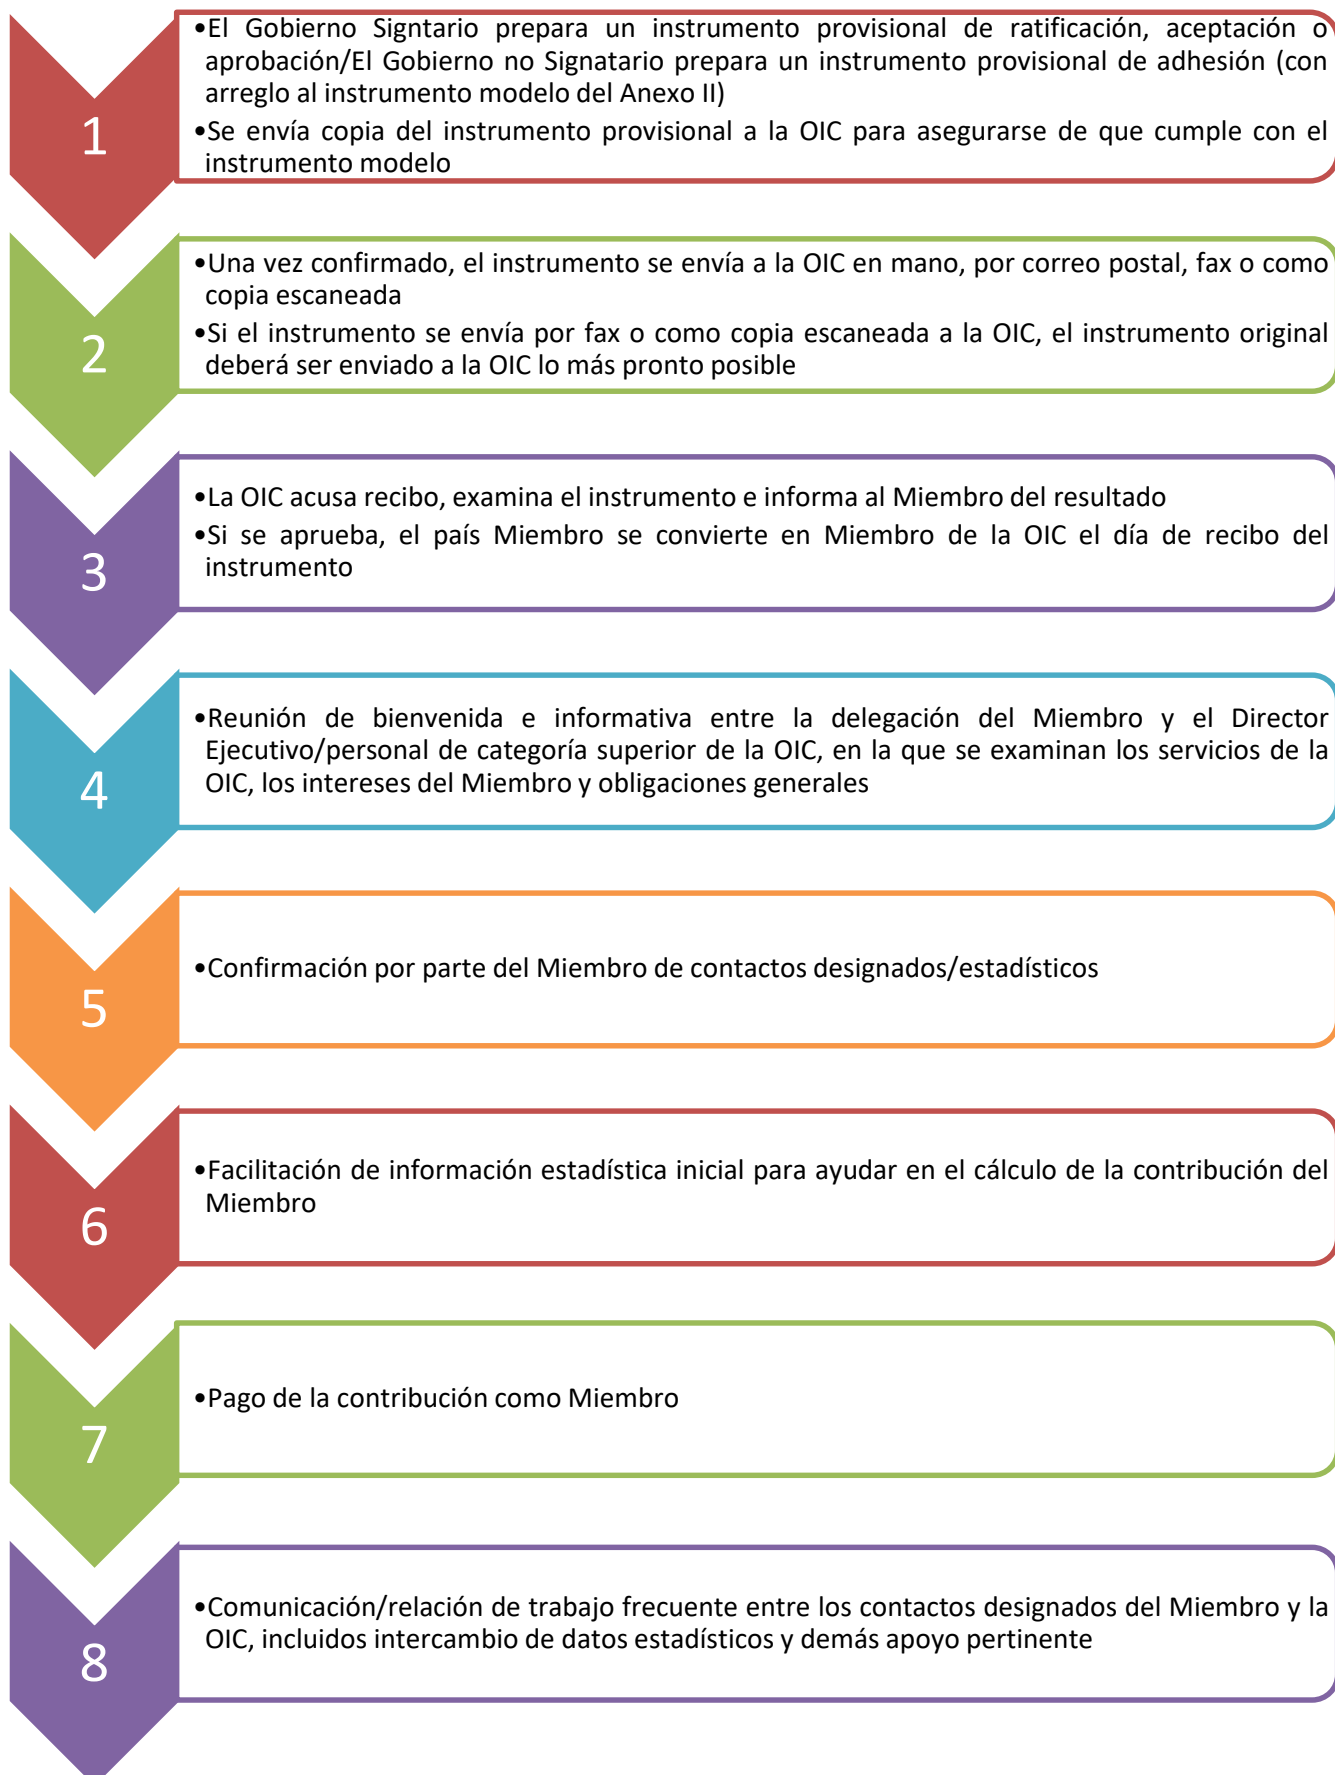 1
•El Gobierno Signtario prepara un instrumento provisional de ratificación, aceptación o
aprobación/El Gobierno no Signatario prepara un instrumento provisional de adhesión (con
arreglo al instrumento modelo del Anexo II)
•Se envía copia del instrumento provisional a la OIC para asegurarse de que cumple con el
instrumento modelo
2
•Una vez confirmado, el instrumento se envía a la OIC en mano, por correo postal, fax o como
copia escaneada
•Si el instrumento se envía por fax o como copia escaneada a la OIC, el instrumento original
deberá ser enviado a la OIC lo más pronto posible
3
•La OIC acusa recibo, examina el instrumento e informa al Miembro del resultado
•Si se aprueba, el país Miembro se convierte en Miembro de la OIC el día de recibo del
instrumento
4
•Reunión de bienvenida e informativa entre la delegación del Miembro y el Director
Ejecutivo/personal de categoría superior de la OIC, en la que se examinan los servicios de la
OIC, los intereses del Miembro y obligaciones generales
5
•Confirmación por parte del Miembro de contactos designados/estadísticos
6
•Facilitación de información estadística inicial para ayudar en el cálculo de la contribución del
Miembro
7
•Pago de la contribución como Miembro
8
•Comunicación/relación de trabajo frecuente entre los contactos designados del Miembro y la
OIC, incluidos intercambio de datos estadísticos y demás apoyo pertinente